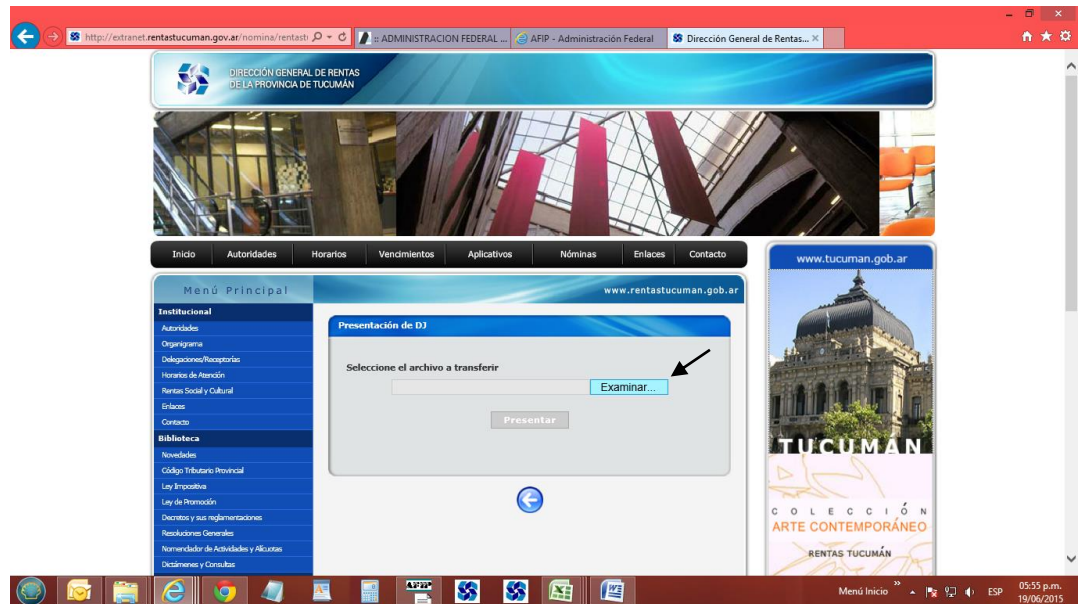 http://extranet.rentastucuman.gov.ar/nomina/rentast
:: ADMINISTRACION FEDERAL ...
AFIP - Administración Federal
Dirección General de Rentas...
DIRECCIÓN GENERAL DE RENTAS
DE LA PROVINCIA DE TUCUMÁN
Inicio
Autoridades
Horarios
Vencimientos
Aplicativos
Nóminas
Enlaces
Contacto
www.tucuman.gob.ar
Menú Principal
www.rentastucuman.gob.ar
Institucional
Autoridades
Organigrama
Delegaciones/Receptorías
Horarios de Atención
Rentas Social y Cultural
Enlaces
Contacto
Biblioteca
Novedades
Código Tributario Provincial
Ley Impositiva
Ley de Promoción
Decretos y sus reglamentaciones
Resoluciones Generales
Nomendador de Actividades y Alícuotas
Dictámenes y Consultas
Presentación de DJ
Seleccione el archivo a transferir
Examinar...
Presentar
TUCUMÁN
COLECCIÓN
ARTE CONTEMPORÁNEO
RENTAS TUCUMÁN
AFIP
Menú Inicio
ESP
05:55 p.m.
19/06/2015